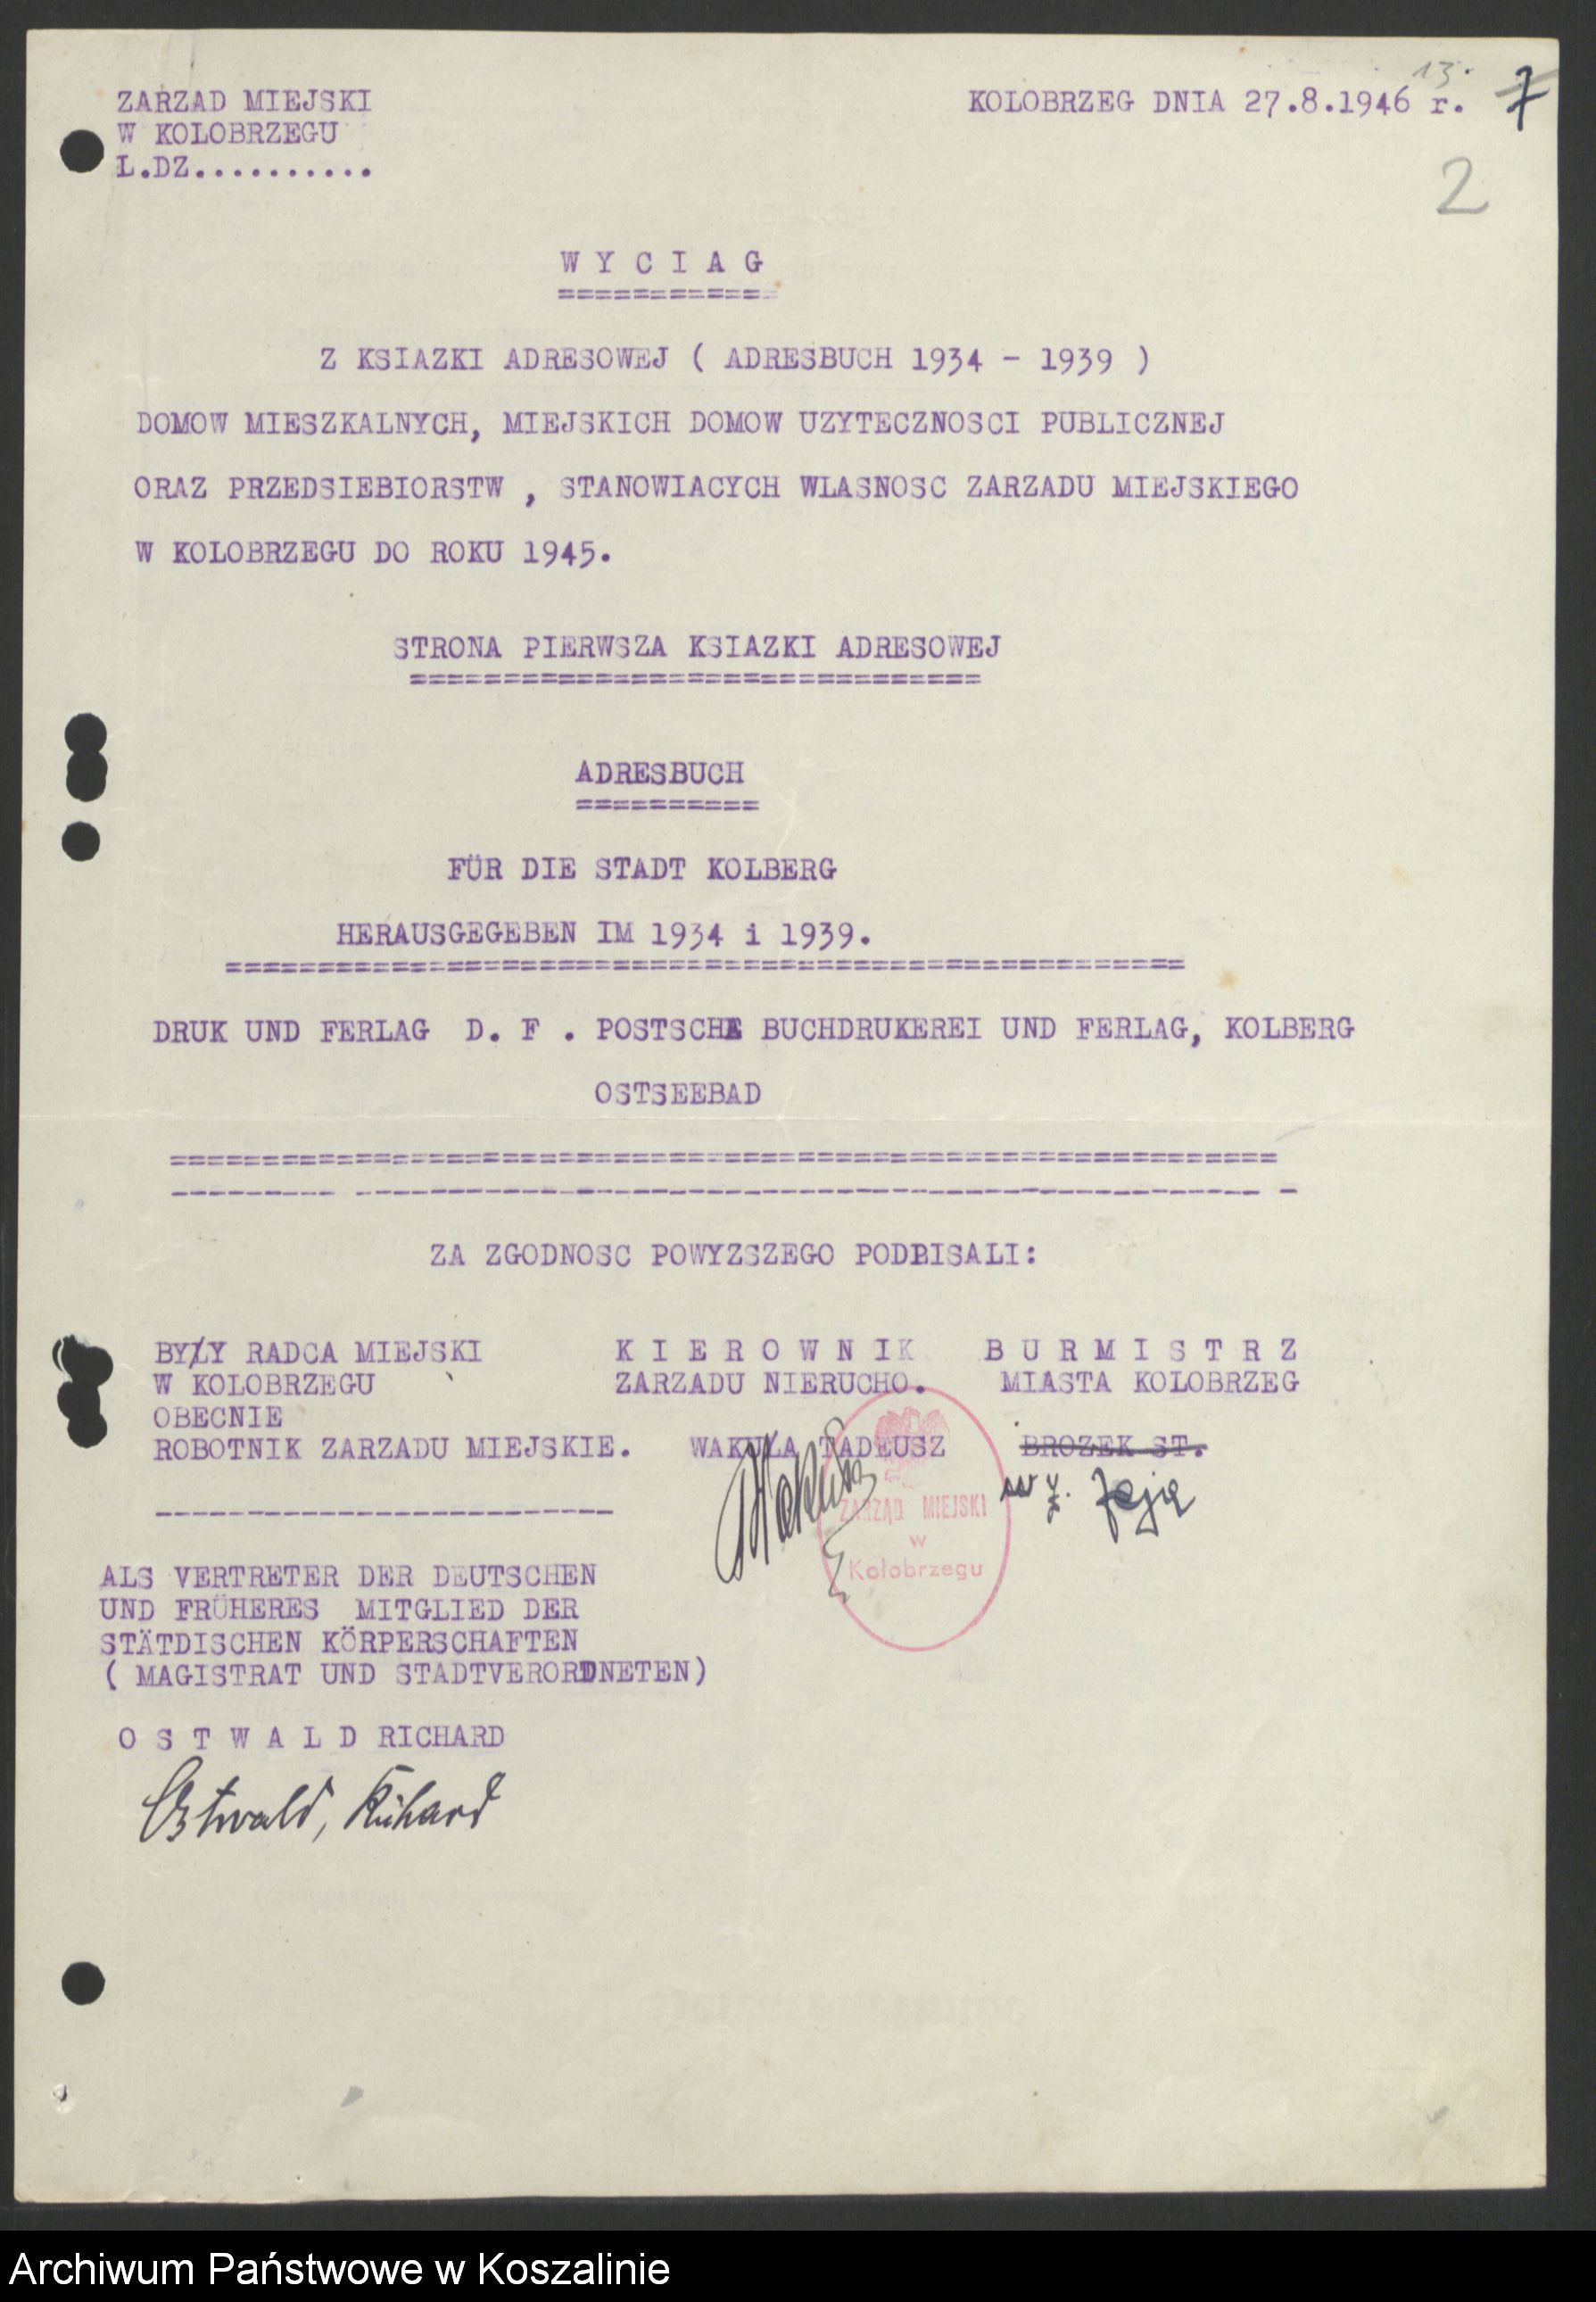 13.
ZARZAD MIEJSKI KOLOBRZEG DNIA 27.8.1946 r. 7
W KOLOBRZEGU
L.DZ..........
2
W Y C I A G
===========
Z KSIAZKI ADRESOWEJ ( ADRESBUCH 1934 - 1939 )
DOMOW MIESZKALNYCH, MIEJSKICH DOMOW UZYTECZNOSCI PUBLICZNEJ
ORAZ PRZEDSIEBIORSTW , STANOWIACYCH WLASNOSC ZARZADU MIEJSKIEGO
W KOLOBRZEGU DO ROKU 1945.
STRONA PIERWSZA KSIAZKI ADRESOWEJ
===============================
ADRESBUCH
==========
FÜR DIE STADT KOLBERG
HERAUSGEGEBEN IM 1934 i 1939.
====================================================
DRUK UND FERLAG D. F . POSTSCHE BUCHDRUKEREI UND FERLAG, KOLBERG
OSTSEEBAD
============================================================
--------- ------------------------------------------------- -
ZA ZGODNOSC POWYZSZEGO PODPISALI:
BYŁY RADCA MIEJSKI K I E R O W N I K B U R M I S T R Z
W KOLOBRZEGU ZARZADU NIERUCHO. MIASTA KOLOBRZEG
OBECNIE
ROBOTNIK ZARZADU MIEJSKIE. WAKUŁA TADEUSZ BROZEK ST.
w z.
ZARZĄD MIEJSKI
w
Kołobrzegu
-------------------------
ALS VERTRETER DER DEUTSCHEN
UND FRÜHERES MITGLIED DER
STÄTDISCHEN KÖRPERSCHAFTEN
( MAGISTRAT UND STADTVERORDNETEN)
O S T W A L D RICHARD
Ostwald, Richard
Archiwum Państwowe w Koszalinie